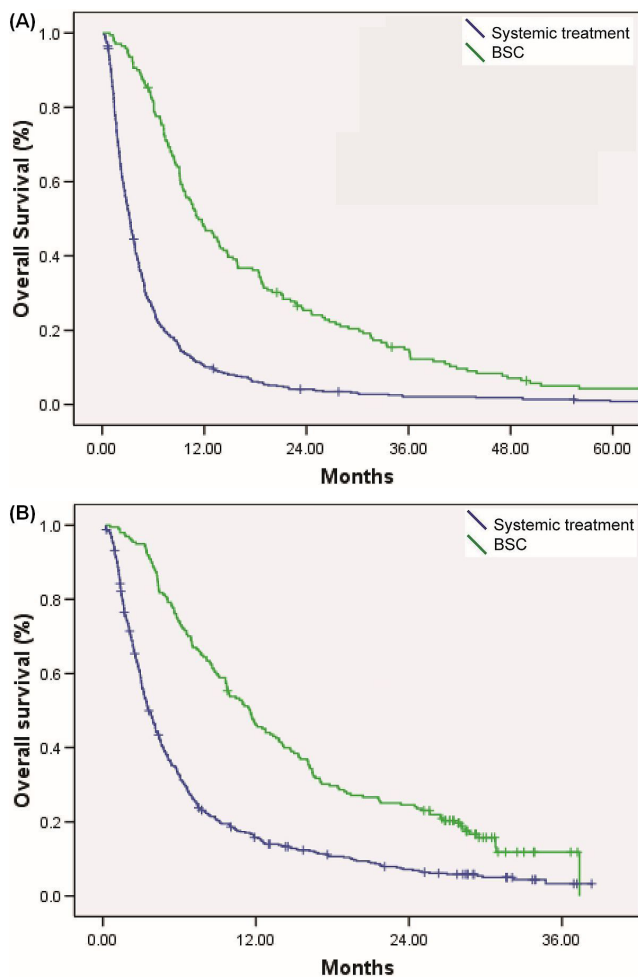 (A)
Systemic treatment
BSC
Overall Survival (%)
1.0
0.8
0.6
0.4
0.2
0.0
0.00 12.00 24.00 36.00 48.00 60.00
Months
(B)
Systemic treatment
BSC
Overall survival (%)
1.0
0.8
0.6
0.4
0.2
0.0
0.00 12.00 24.00 36.00
Months